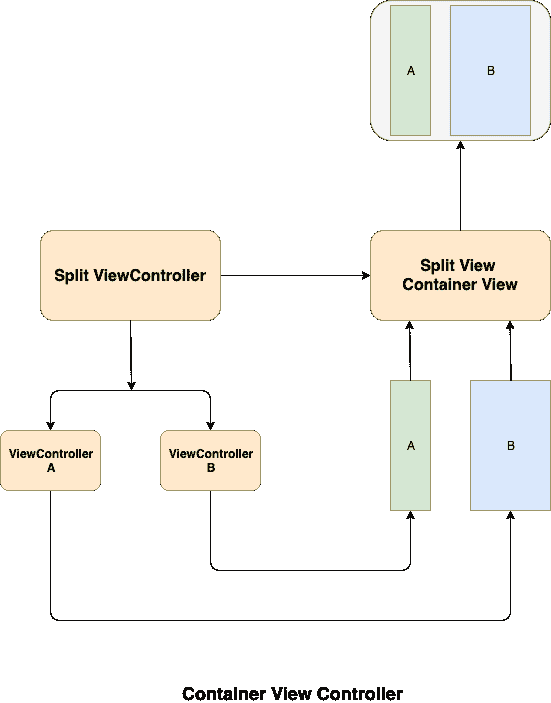 A
B
Split ViewController
Split View
Container View
ViewController
A
ViewController
B
A
B
Container View Controller